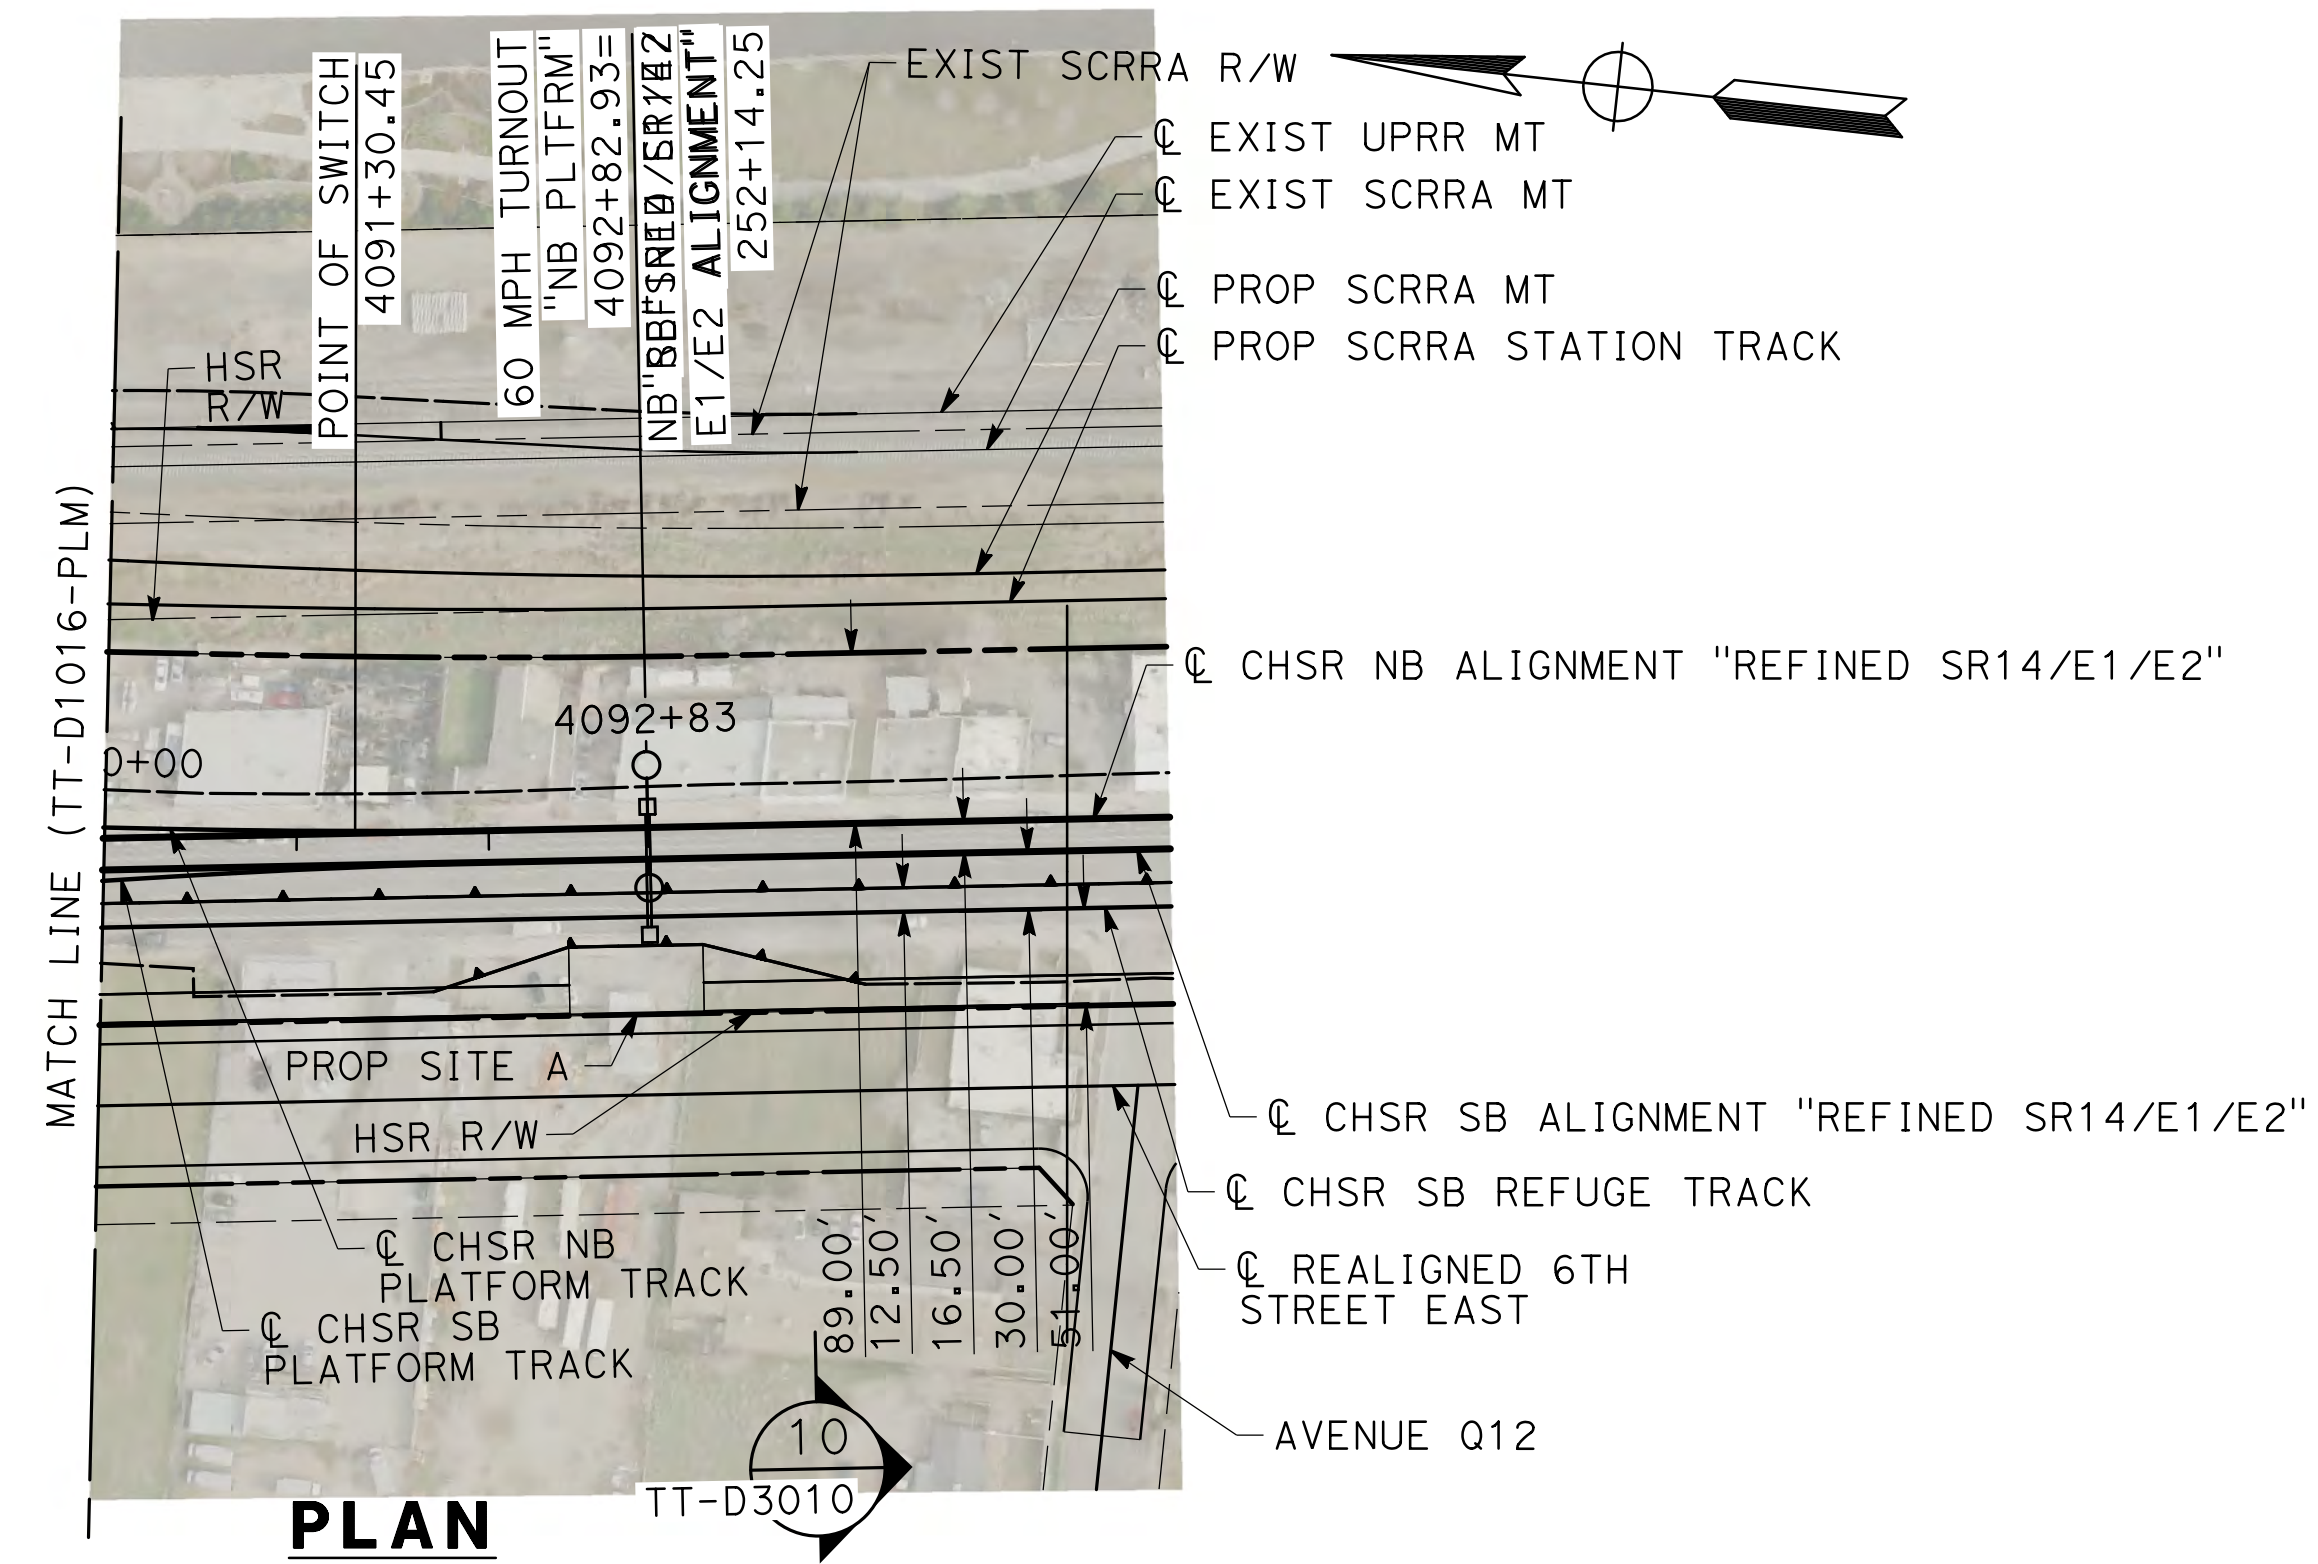 POINT OF SWITCH
4091+30.45
60 MPH TURNOUT
"NB PLTFRM"
4092+82.93=
E1/E2 ALIGNMENT"
252+14.25
EXIST SCRRA R/W
℄ EXIST UPRR MT
℄ EXIST SCRRA MT
℄ PROP SCRRA MT
℄ PROP SCRRA STATION TRACK
HSR
R/W
MATCH LINE (TT-D1016-PLM)
℄ CHSR NB ALIGNMENT "REFINED SR14/E1/E2"
4092+83
0+00
PROP SITE A
HSR R/W
℄ CHSR SB ALIGNMENT "REFINED SR14/E1/E2"
℄ CHSR SB REFUGE TRACK
℄ REALIGNED 6TH
STREET EAST
℄ CHSR NB
PLATFORM TRACK
℄ CHSR SB
PLATFORM TRACK
89.00'
12.50'
16.50'
30.00'
51.00'
AVENUE Q12
10
TT-D3010
PLAN